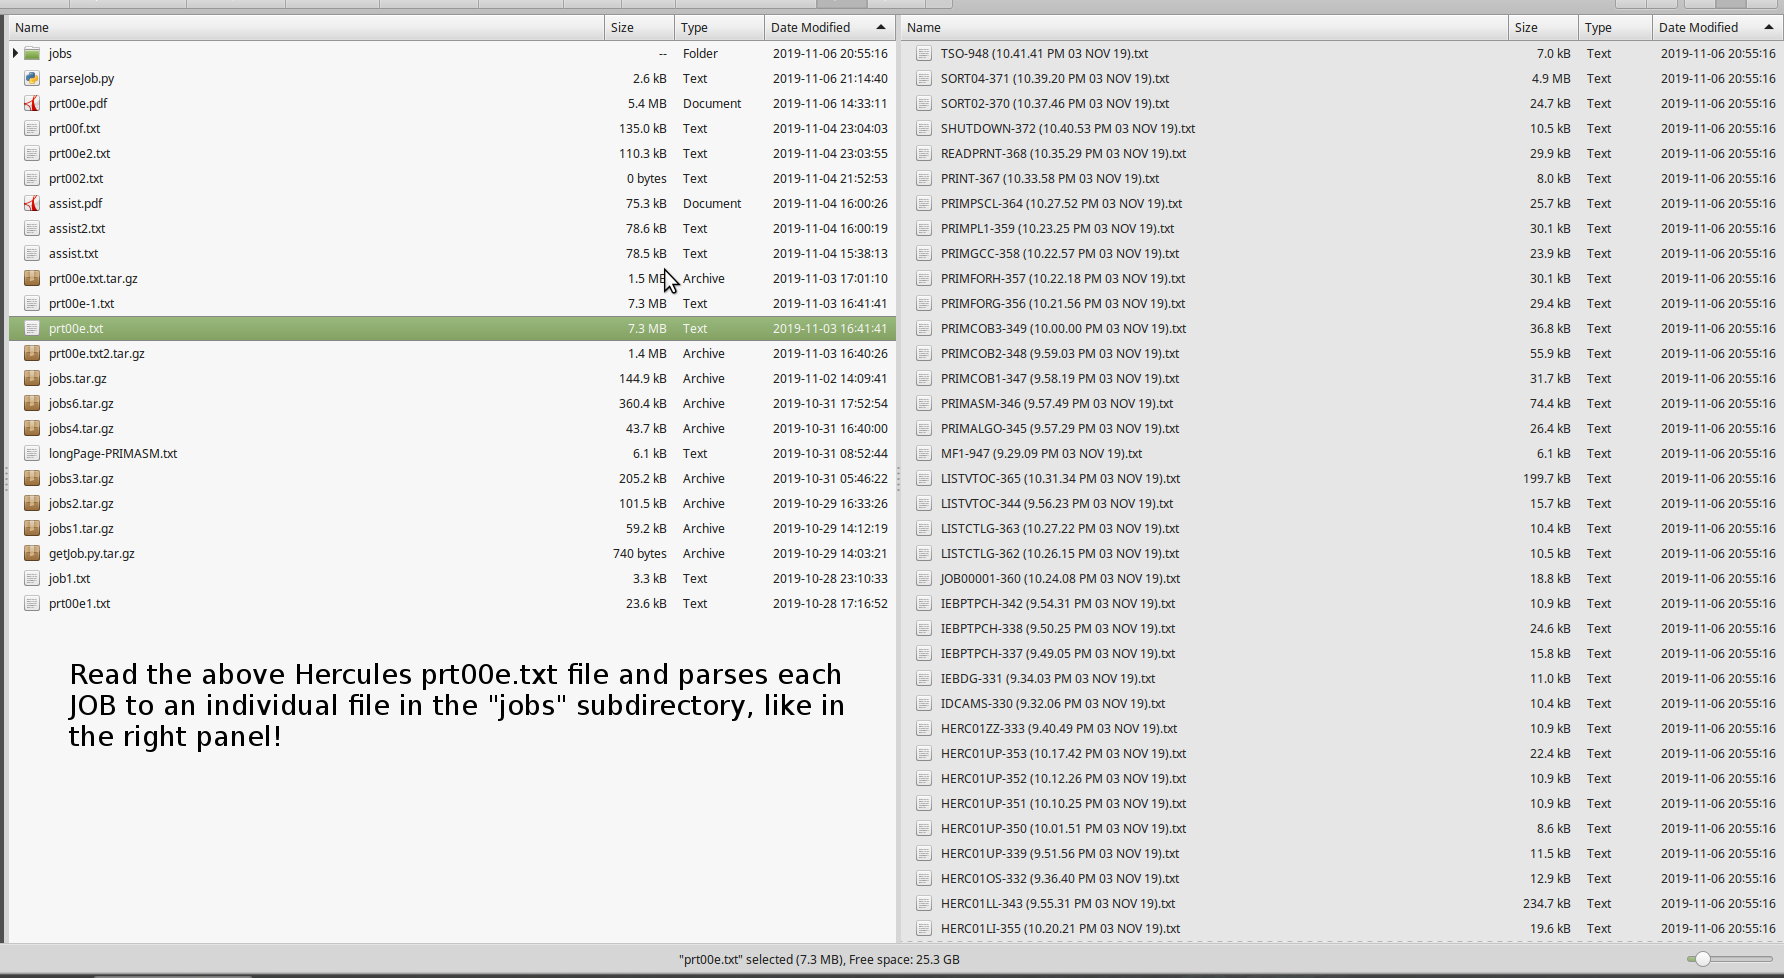 Name Size Type Date Modified
jobs -- Folder 2019-11-06 20:55:16
parseJob.py 2.6 kB Text 2019-11-06 21:14:40
prt00e.pdf 5.4 MB Document 2019-11-06 14:33:11
prt00f.txt 135.0 kB Text 2019-11-04 23:04:03
prt00e2.txt 110.3 kB Text 2019-11-04 23:03:55
prt002.txt 0 bytes Text 2019-11-04 21:52:53
assist.pdf 75.3 kB Document 2019-11-04 16:00:26
assist2.txt 78.6 kB Text 2019-11-04 16:00:19
assist.txt 78.5 kB Text 2019-11-04 15:38:13
prt00e.txt.tar.gz 1.5 MB Archive 2019-11-03 17:01:10
prt00e-1.txt 7.3 MB Text 2019-11-03 16:41:41
prt00e.txt 7.3 MB Text 2019-11-03 16:41:41
prt00e.txt2.tar.gz 1.4 MB Archive 2019-11-03 16:40:26
jobs.tar.gz 144.9 kB Archive 2019-11-02 14:09:41
jobs6.tar.gz 360.4 kB Archive 2019-10-31 17:52:54
jobs4.tar.gz 43.7 kB Archive 2019-10-31 16:40:00
longPage-PRIMASM.txt 6.1 kB Text 2019-10-31 08:52:44
jobs3.tar.gz 205.2 kB Archive 2019-10-31 05:46:22
jobs2.tar.gz 101.5 kB Archive 2019-10-29 16:33:26
jobs1.tar.gz 59.2 kB Archive 2019-10-29 14:12:19
getJob.py.tar.gz 740 bytes Archive 2019-10-29 14:03:21
job1.txt 3.3 kB Text 2019-10-28 23:10:33
prt00e1.txt 23.6 kB Text 2019-10-28 17:16:52
Read the above Hercules prt00e.txt file and parses each
JOB to an individual file in the "jobs" subdirectory, like in
the right panel!
Name Size Type Date Modified
TSO-948 (10.41.41 PM 03 NOV 19).txt 7.0 kB Text 2019-11-06 20:55:16
SORT04-371 (10.39.20 PM 03 NOV 19).txt 4.9 MB Text 2019-11-06 20:55:16
SORT02-370 (10.37.46 PM 03 NOV 19).txt 24.7 kB Text 2019-11-06 20:55:16
SHUTDOWN-372 (10.40.53 PM 03 NOV 19).txt 10.5 kB Text 2019-11-06 20:55:16
READPRNT-368 (10.35.29 PM 03 NOV 19).txt 29.9 kB Text 2019-11-06 20:55:16
PRINT-367 (10.33.58 PM 03 NOV 19).txt 8.0 kB Text 2019-11-06 20:55:16
PRIMPSCL-364 (10.27.52 PM 03 NOV 19).txt 25.7 kB Text 2019-11-06 20:55:16
PRIMPL1-359 (10.23.25 PM 03 NOV 19).txt 30.1 kB Text 2019-11-06 20:55:16
PRIMGCC-358 (10.22.57 PM 03 NOV 19).txt 23.9 kB Text 2019-11-06 20:55:16
PRIMFORH-357 (10.22.18 PM 03 NOV 19).txt 30.1 kB Text 2019-11-06 20:55:16
PRIMFORG-356 (10.21.56 PM 03 NOV 19).txt 29.4 kB Text 2019-11-06 20:55:16
PRIMCOB3-349 (10.00.00 PM 03 NOV 19).txt 36.8 kB Text 2019-11-06 20:55:16
PRIMCOB2-348 (9.59.03 PM 03 NOV 19).txt 55.9 kB Text 2019-11-06 20:55:16
PRIMCOB1-347 (9.58.19 PM 03 NOV 19).txt 31.7 kB Text 2019-11-06 20:55:16
PRIMASM-346 (9.57.49 PM 03 NOV 19).txt 74.4 kB Text 2019-11-06 20:55:16
PRIMALGO-345 (9.57.29 PM 03 NOV 19).txt 26.4 kB Text 2019-11-06 20:55:16
MF1-947 (9.29.09 PM 03 NOV 19).txt 6.1 kB Text 2019-11-06 20:55:16
LISTVTOC-365 (10.31.34 PM 03 NOV 19).txt 199.7 kB Text 2019-11-06 20:55:16
LISTVTOC-344 (9.56.23 PM 03 NOV 19).txt 15.7 kB Text 2019-11-06 20:55:16
LISTCTLG-363 (10.27.22 PM 03 NOV 19).txt 10.4 kB Text 2019-11-06 20:55:16
LISTCTLG-362 (10.26.15 PM 03 NOV 19).txt 10.5 kB Text 2019-11-06 20:55:16
JOB00001-360 (10.24.08 PM 03 NOV 19).txt 18.8 kB Text 2019-11-06 20:55:16
IEBPTPCH-342 (9.54.31 PM 03 NOV 19).txt 10.9 kB Text 2019-11-06 20:55:16
IEBPTPCH-338 (9.50.25 PM 03 NOV 19).txt 24.6 kB Text 2019-11-06 20:55:16
IEBPTPCH-337 (9.49.05 PM 03 NOV 19).txt 15.8 kB Text 2019-11-06 20:55:16
IEBDG-331 (9.34.03 PM 03 NOV 19).txt 11.0 kB Text 2019-11-06 20:55:16
IDCAMS-330 (9.32.06 PM 03 NOV 19).txt 10.4 kB Text 2019-11-06 20:55:16
HERC01ZZ-333 (9.40.49 PM 03 NOV 19).txt 10.9 kB Text 2019-11-06 20:55:16
HERC01UP-353 (10.17.42 PM 03 NOV 19).txt 22.4 kB Text 2019-11-06 20:55:16
HERC01UP-352 (10.12.26 PM 03 NOV 19).txt 10.9 kB Text 2019-11-06 20:55:16
HERC01UP-351 (10.10.25 PM 03 NOV 19).txt 10.9 kB Text 2019-11-06 20:55:16
HERC01UP-350 (10.01.51 PM 03 NOV 19).txt 8.6 kB Text 2019-11-06 20:55:16
HERC01UP-339 (9.51.56 PM 03 NOV 19).txt 11.5 kB Text 2019-11-06 20:55:16
HERC01OS-332 (9.36.40 PM 03 NOV 19).txt 12.9 kB Text 2019-11-06 20:55:16
HERC01LL-343 (9.55.31 PM 03 NOV 19).txt 234.7 kB Text 2019-11-06 20:55:16
HERC01LI-355 (10.20.21 PM 03 NOV 19).txt 19.6 kB Text 2019-11-06 20:55:16
"prt00e.txt" selected (7.3 MB), Free space: 25.3 GB